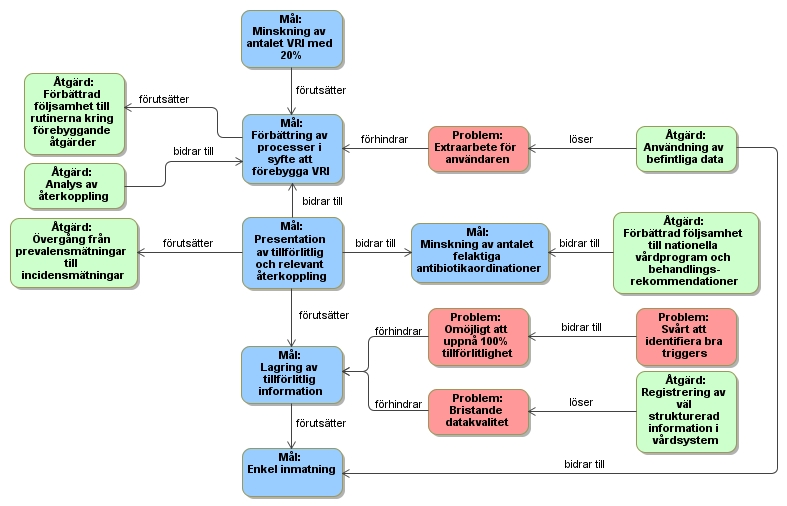 Mål:
Minskning av
antalet VRI med
20%
förutsätter
Åtgärd:
Förbättrad
följsamhet till
rutinerna kring
förebyggande
åtgärder
förutsätter
Mål:
Förbättring av
processer i
syfte att
förebygga VRI
förhindrar
Problem:
Extraarbete för
användaren
löser
Åtgärd:
Användning av
befintliga data
Åtgärd:
Analys av
återkoppling
bidrar till
bidrar till
Åtgärd:
Övergång från
prevalensmätningar
till
incidensmätningar
förutsätter
Mål:
Presentation
av tillförlitlig
och relevant
återkoppling
bidrar till
Mål:
Minskning av antalet
felaktiga
antibiotikaordinationer
bidrar till
Åtgärd:
Förbättrad följsamhet
till nationella
vårdprogram och
behandlings-
rekommendationer
förutsätter
Mål:
Lagring av
tillförlitlig
information
förhindrar
Problem:
Omöjligt att
uppnå 100%
tillförlitlighet
bidrar till
Problem:
Svårt att
identifiera bra
triggers
förhindrar
Problem:
Bristande
datakvalitet
löser
Åtgärd:
Registrering av
väl
strukturerad
information i
vårdsystem
förutsätter
Mål:
Enkel inmatning
bidrar till